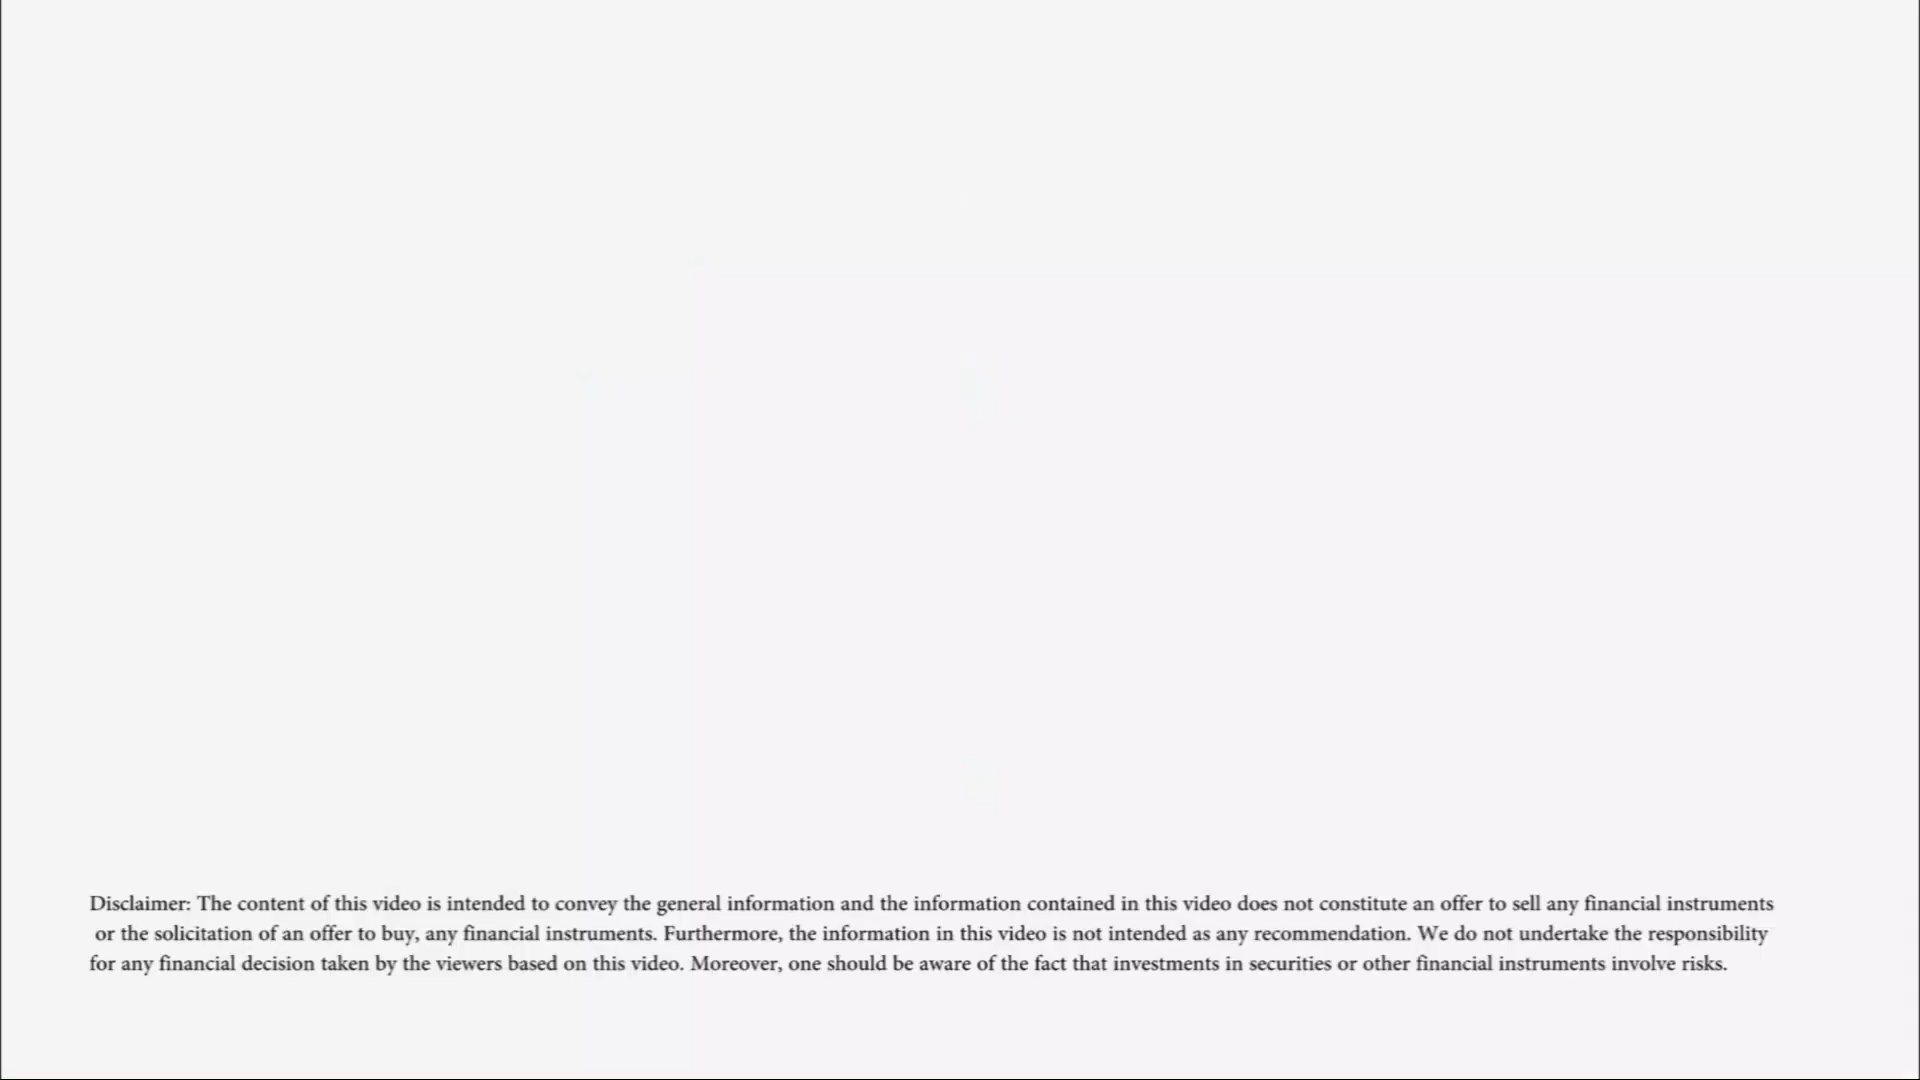 Disclaimer: The content of this video is intended to convey the general information and the information contained in this video does not constitute an offer to sell any financial instruments
or the solicitation of an offer to buy, any financial instruments. Furthermore, the information in this video is not intended as any recommendation. We do not undertake the responsibility
for any financial decision taken by the viewers based on this video. Moreover, one should be aware of the fact that investments in securities or other financial instruments involve risks.